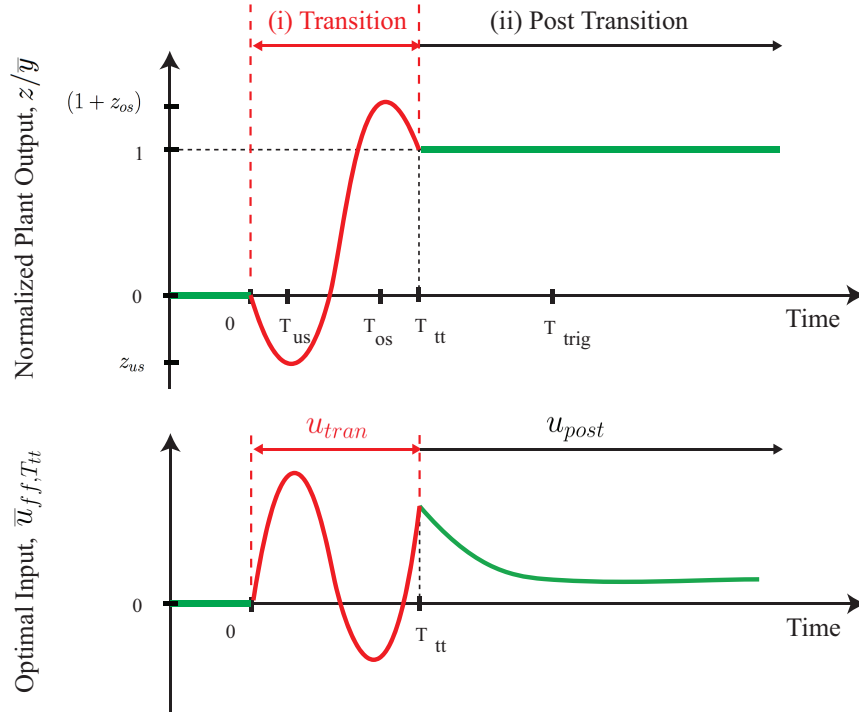 (i) Transition
(ii) Post Transition
Normalized Plant Output, z/y̅
(1 + z_os)
1
0
z_us
0
T_us
T_os
T_tt
T_trig
Time
u_tran
u_post
Optimal Input, u̅_ff,T_tt
0
0
T_tt
Time